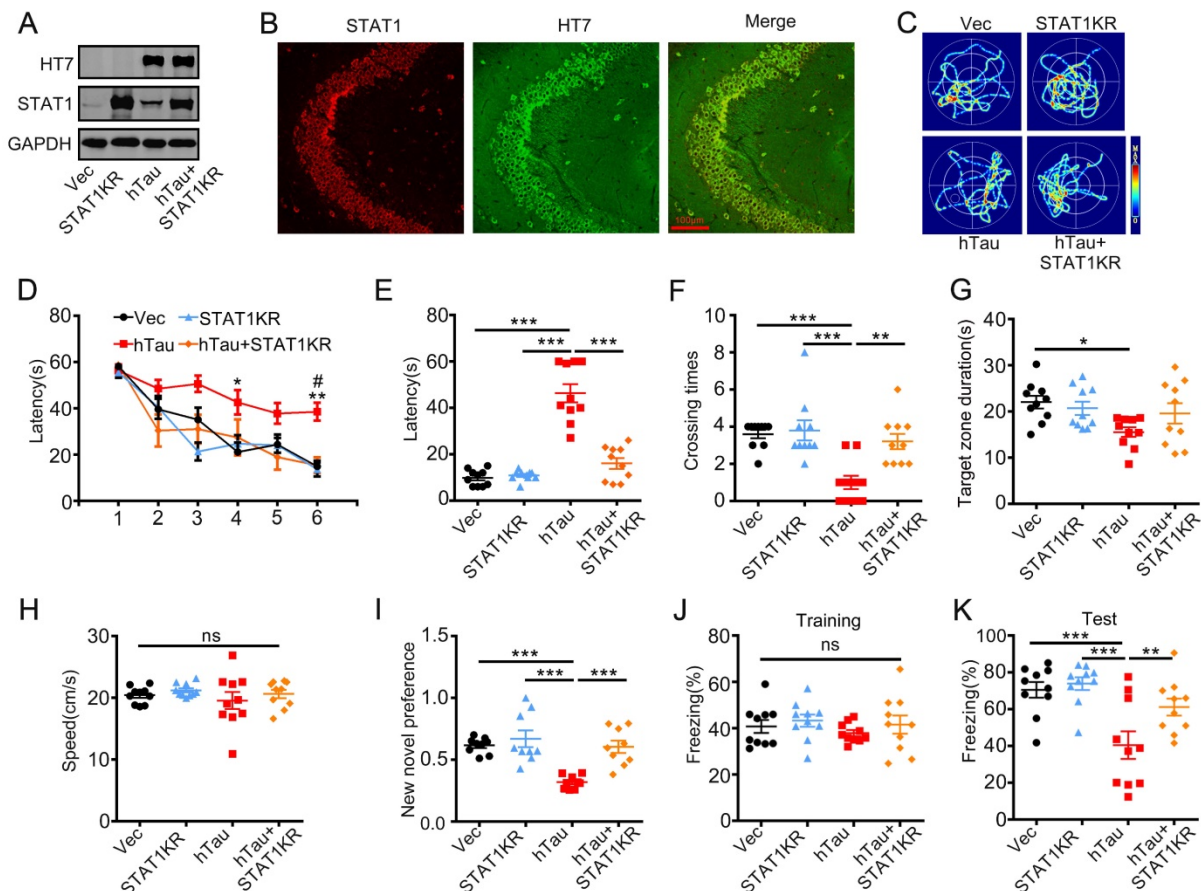 A
HT7
STAT1
GAPDH
Vec
STAT1KR
hTau
hTau+
STAT1KR
B
STAT1
HT7
Merge
100μm
C
Vec
STAT1KR
hTau
hTau+
STAT1KR
MAX
0
D
Vec
STAT1KR
hTau
hTau+STAT1KR
Latency(s)
80
60
40
20
0
1 2 3 4 5 6
*
#
**
E
Latency(s)
80
60
40
20
0
***
*** ***
Vec
STAT1KR
hTau
hTau+
STAT1KR
F
Crossing times
10
8
6
4
2
0
***
*** **
Vec
STAT1KR
hTau
hTau+
STAT1KR
G
Target zone duration(s)
40
30
20
10
0
*
Vec
STAT1KR
hTau
hTau+
STAT1KR
H
Speed(cm/s)
30
20
10
0
ns
Vec
STAT1KR
hTau
hTau+
STAT1KR
I
New novel preference
1.5
1.0
0.5
0.0
***
*** ***
Vec
STAT1KR
hTau
hTau+
STAT1KR
J
Training
Freezing(%)
80
60
40
20
0
ns
Vec
STAT1KR
hTau
hTau+
STAT1KR
K
Test
Freezing(%)
100
80
60
40
20
0
***
*** **
Vec
STAT1KR
hTau
hTau+
STAT1KR